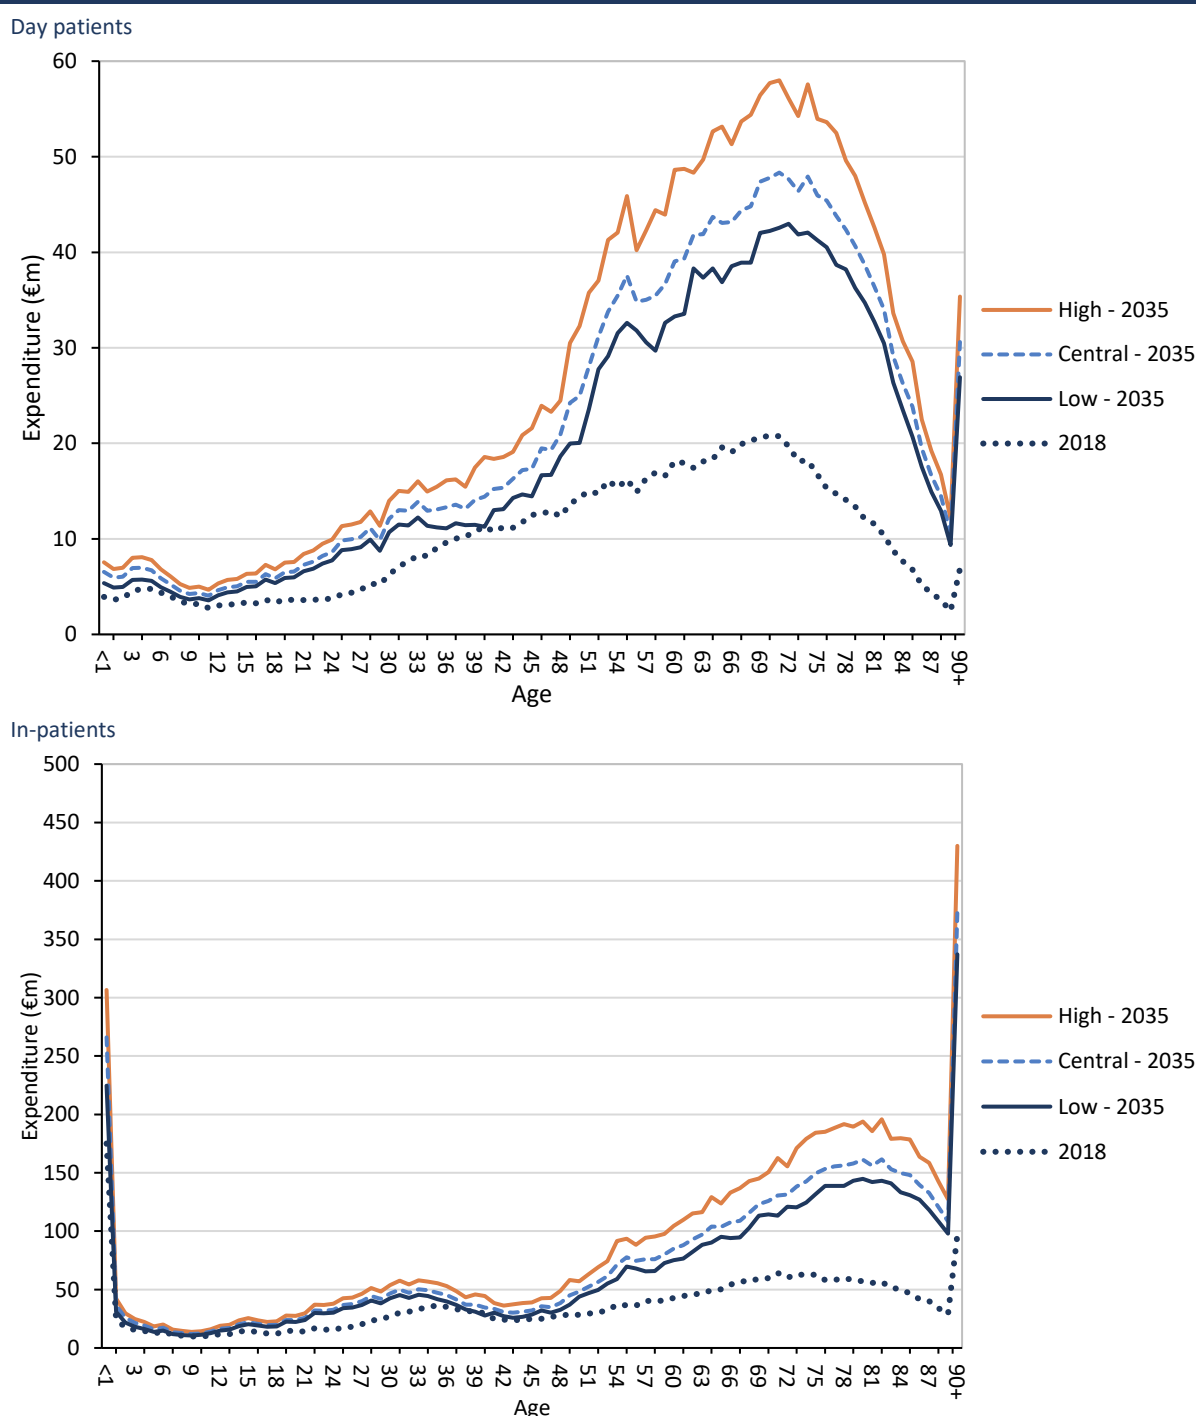 Day patients
60
50
40
30
20
10
0
Expenditure (€m)
<1 3 6 9 12 15 18 21 24 27 30 33 36 39 42 45 48 51 54 57 60 63 66 69 72 75 78 81 84 87 90+
Age
High - 2035
Central - 2035
Low - 2035
2018
In-patients
500
450
400
350
300
250
200
150
100
50
0
Expenditure (€m)
<1 3 6 9 12 15 18 21 24 27 30 33 36 39 42 45 48 51 54 57 60 63 66 69 72 75 78 81 84 87 90+
Age
High - 2035
Central - 2035
Low - 2035
2018